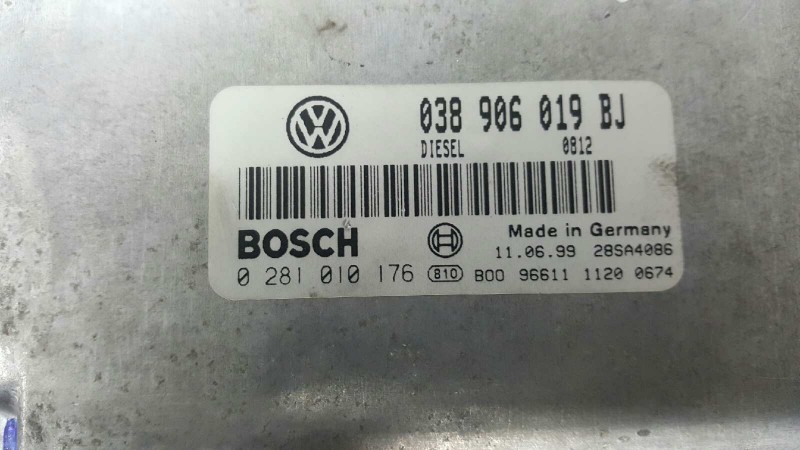 038 906 019 BJ
DIESEL 0812
BOSCH Made in Germany
11.06.99 28SA4086
0 281 010 176 810 B00 96611 1120 0674